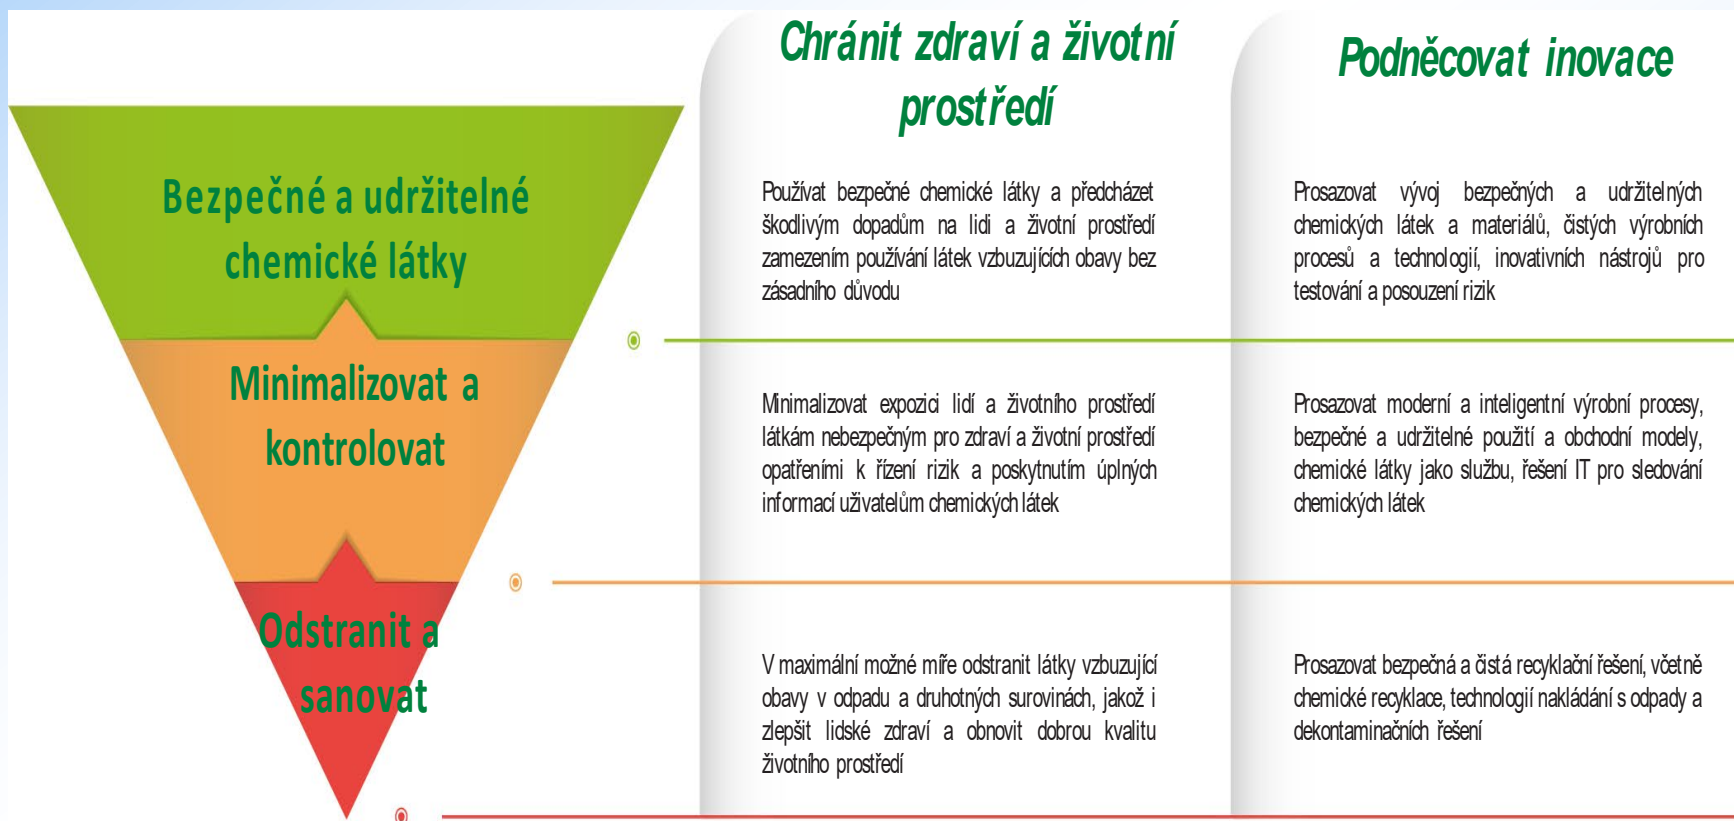 Chránit zdraví a životní
prostředí
Podněcovat inovace
Bezpečné a udržitelné
chemické látky
Používat bezpečné chemické látky a předcházet
škodlivým dopadům na lidi a životní prostředí
zamezením používání látek vzbuzujících obavy bez
zásadního důvodu
Prosazovat vývoj bezpečných a udržitelných
chemických látek a materiálů, čistých výrobních
procesů a technologií, inovativních nástrojů pro
testování a posouzení rizik
Minimalizovat a
kontrolovat
Minimalizovat expozici lidí a životního prostředí
látkám nebezpečným pro zdraví a životní prostředí
opatřeními k řízení rizik a poskytnutím úplných
informací uživatelům chemických látek
Prosazovat moderní a inteligentní výrobní procesy,
bezpečné a udržitelné použití a obchodní modely,
chemické látky jako službu, řešení IT pro sledování
chemických látek
Odstranit a
sanovat
V maximální možné míře odstranit látky vzbuzující
obavy v odpadu a druhotných surovinách, jakož i
zlepšit lidské zdraví a obnovit dobrou kvalitu
životního prostředí
Prosazovat bezpečná a čistá recyklační řešení, včetně
chemické recyklace, technologií nakládání s odpady a
dekontaminačních řešení